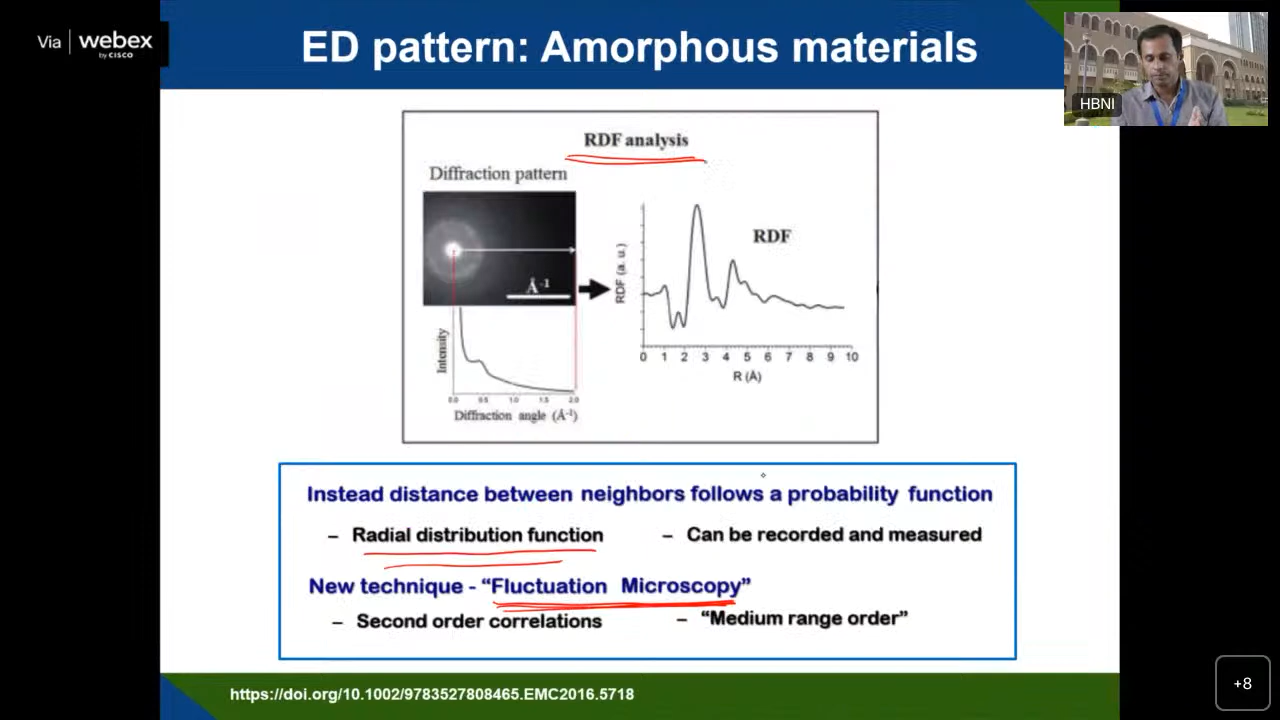 Via | webex
by CISCO
ED pattern: Amorphous materials
HBNI
RDF analysis
Diffraction pattern
Å⁻¹
Intensity
0.0 0.5 1.0 1.5 2.0
Diffraction angle (Å⁻¹)
RDF
RDF (a. u.)
0 1 2 3 4 5 6 7 8 9 10
R (Å)
Instead distance between neighbors follows a probability function
– Radial distribution function
– Can be recorded and measured
New technique - “Fluctuation Microscopy”
– Second order correlations
– “Medium range order”
https://doi.org/10.1002/9783527808465.EMC2016.5718
+8